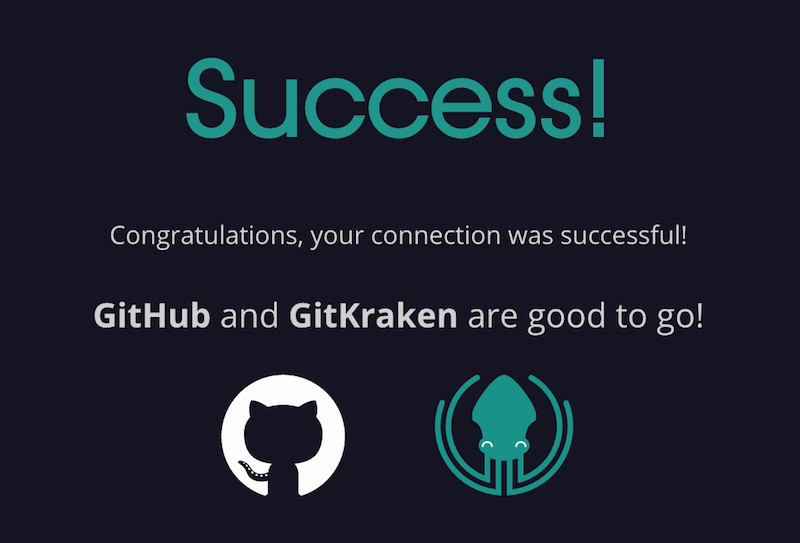 Success!
Congratulations, your connection was successful!
GitHub and GitKraken are good to go!